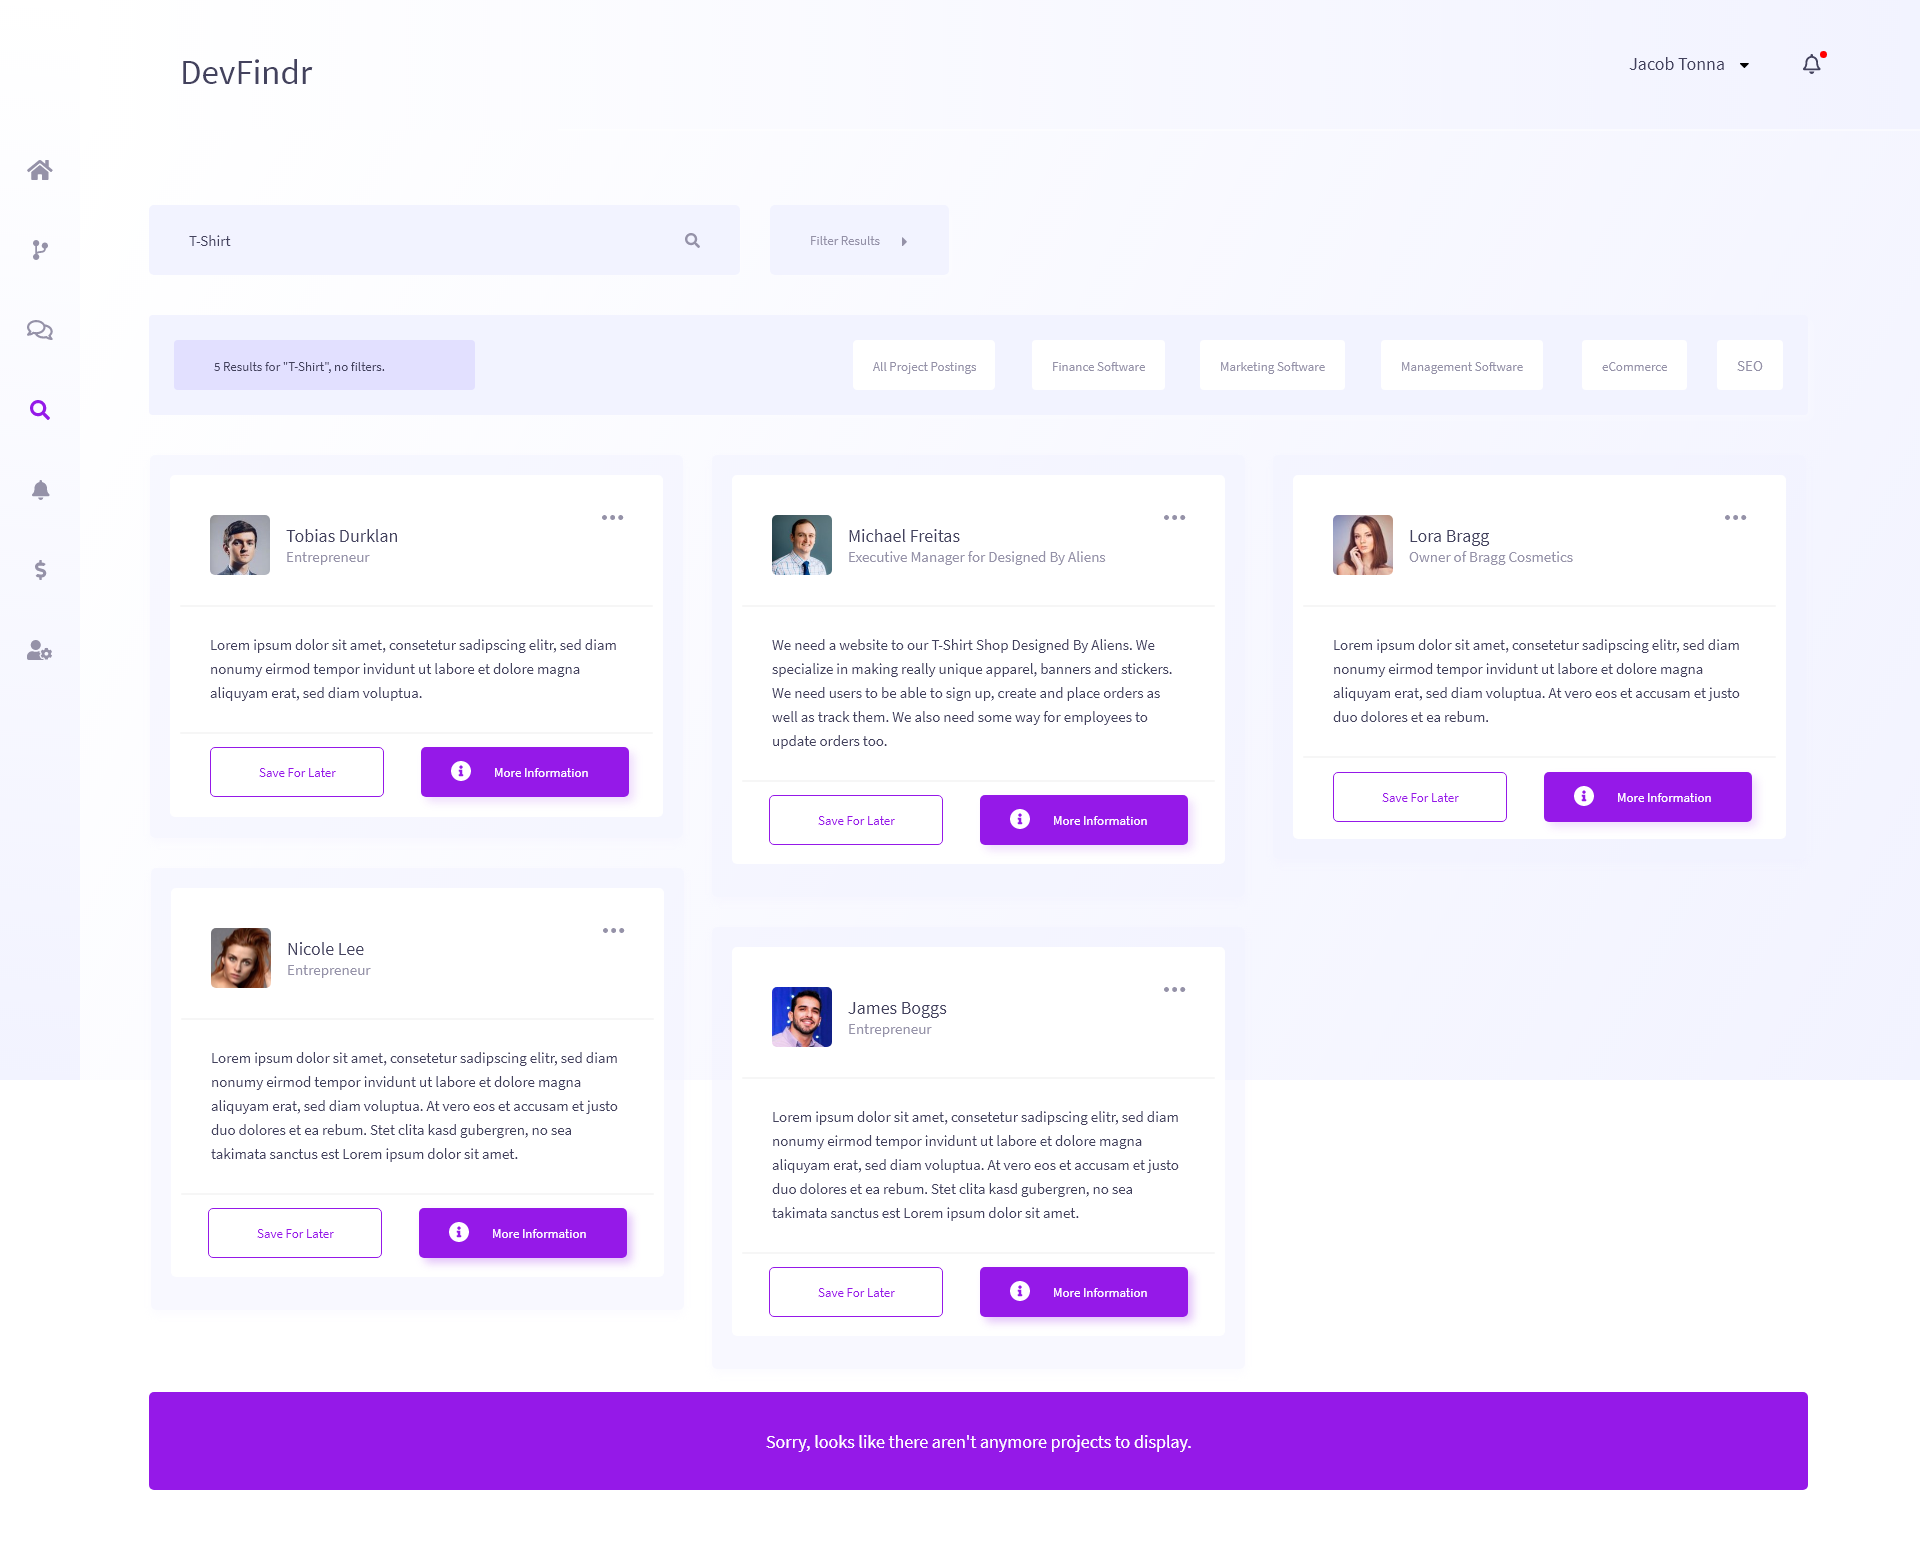 DevFindr
Jacob Tonna
T-Shirt
Filter Results
5 Results for "T-Shirt", no filters.
All Project Postings
Finance Software
Marketing Software
Management Software
eCommerce
SEO
Tobias Durklan
Entrepreneur
Lorem ipsum dolor sit amet, consetetur sadipscing elitr, sed diam
nonumy eirmod tempor invidunt ut labore et dolore magna
aliquyam erat, sed diam voluptua.
Save For Later
More Information
Michael Freitas
Executive Manager for Designed By Aliens
We need a website to our T-Shirt Shop Designed By Aliens. We
specialize in making really unique apparel, banners and stickers.
We need users to be able to sign up, create and place orders as
well as track them. We also need some way for employees to
update orders too.
Save For Later
More Information
Lora Bragg
Owner of Bragg Cosmetics
Lorem ipsum dolor sit amet, consetetur sadipscing elitr, sed diam
nonumy eirmod tempor invidunt ut labore et dolore magna
aliquyam erat, sed diam voluptua. At vero eos et accusam et justo
duo dolores et ea rebum.
Save For Later
More Information
Nicole Lee
Entrepreneur
Lorem ipsum dolor sit amet, consetetur sadipscing elitr, sed diam
nonumy eirmod tempor invidunt ut labore et dolore magna
aliquyam erat, sed diam voluptua. At vero eos et accusam et justo
duo dolores et ea rebum. Stet clita kasd gubergren, no sea
takimata sanctus est Lorem ipsum dolor sit amet.
Save For Later
More Information
James Boggs
Entrepreneur
Lorem ipsum dolor sit amet, consetetur sadipscing elitr, sed diam
nonumy eirmod tempor invidunt ut labore et dolore magna
aliquyam erat, sed diam voluptua. At vero eos et accusam et justo
duo dolores et ea rebum. Stet clita kasd gubergren, no sea
takimata sanctus est Lorem ipsum dolor sit amet.
Save For Later
More Information
Sorry, looks like there aren't anymore projects to display.